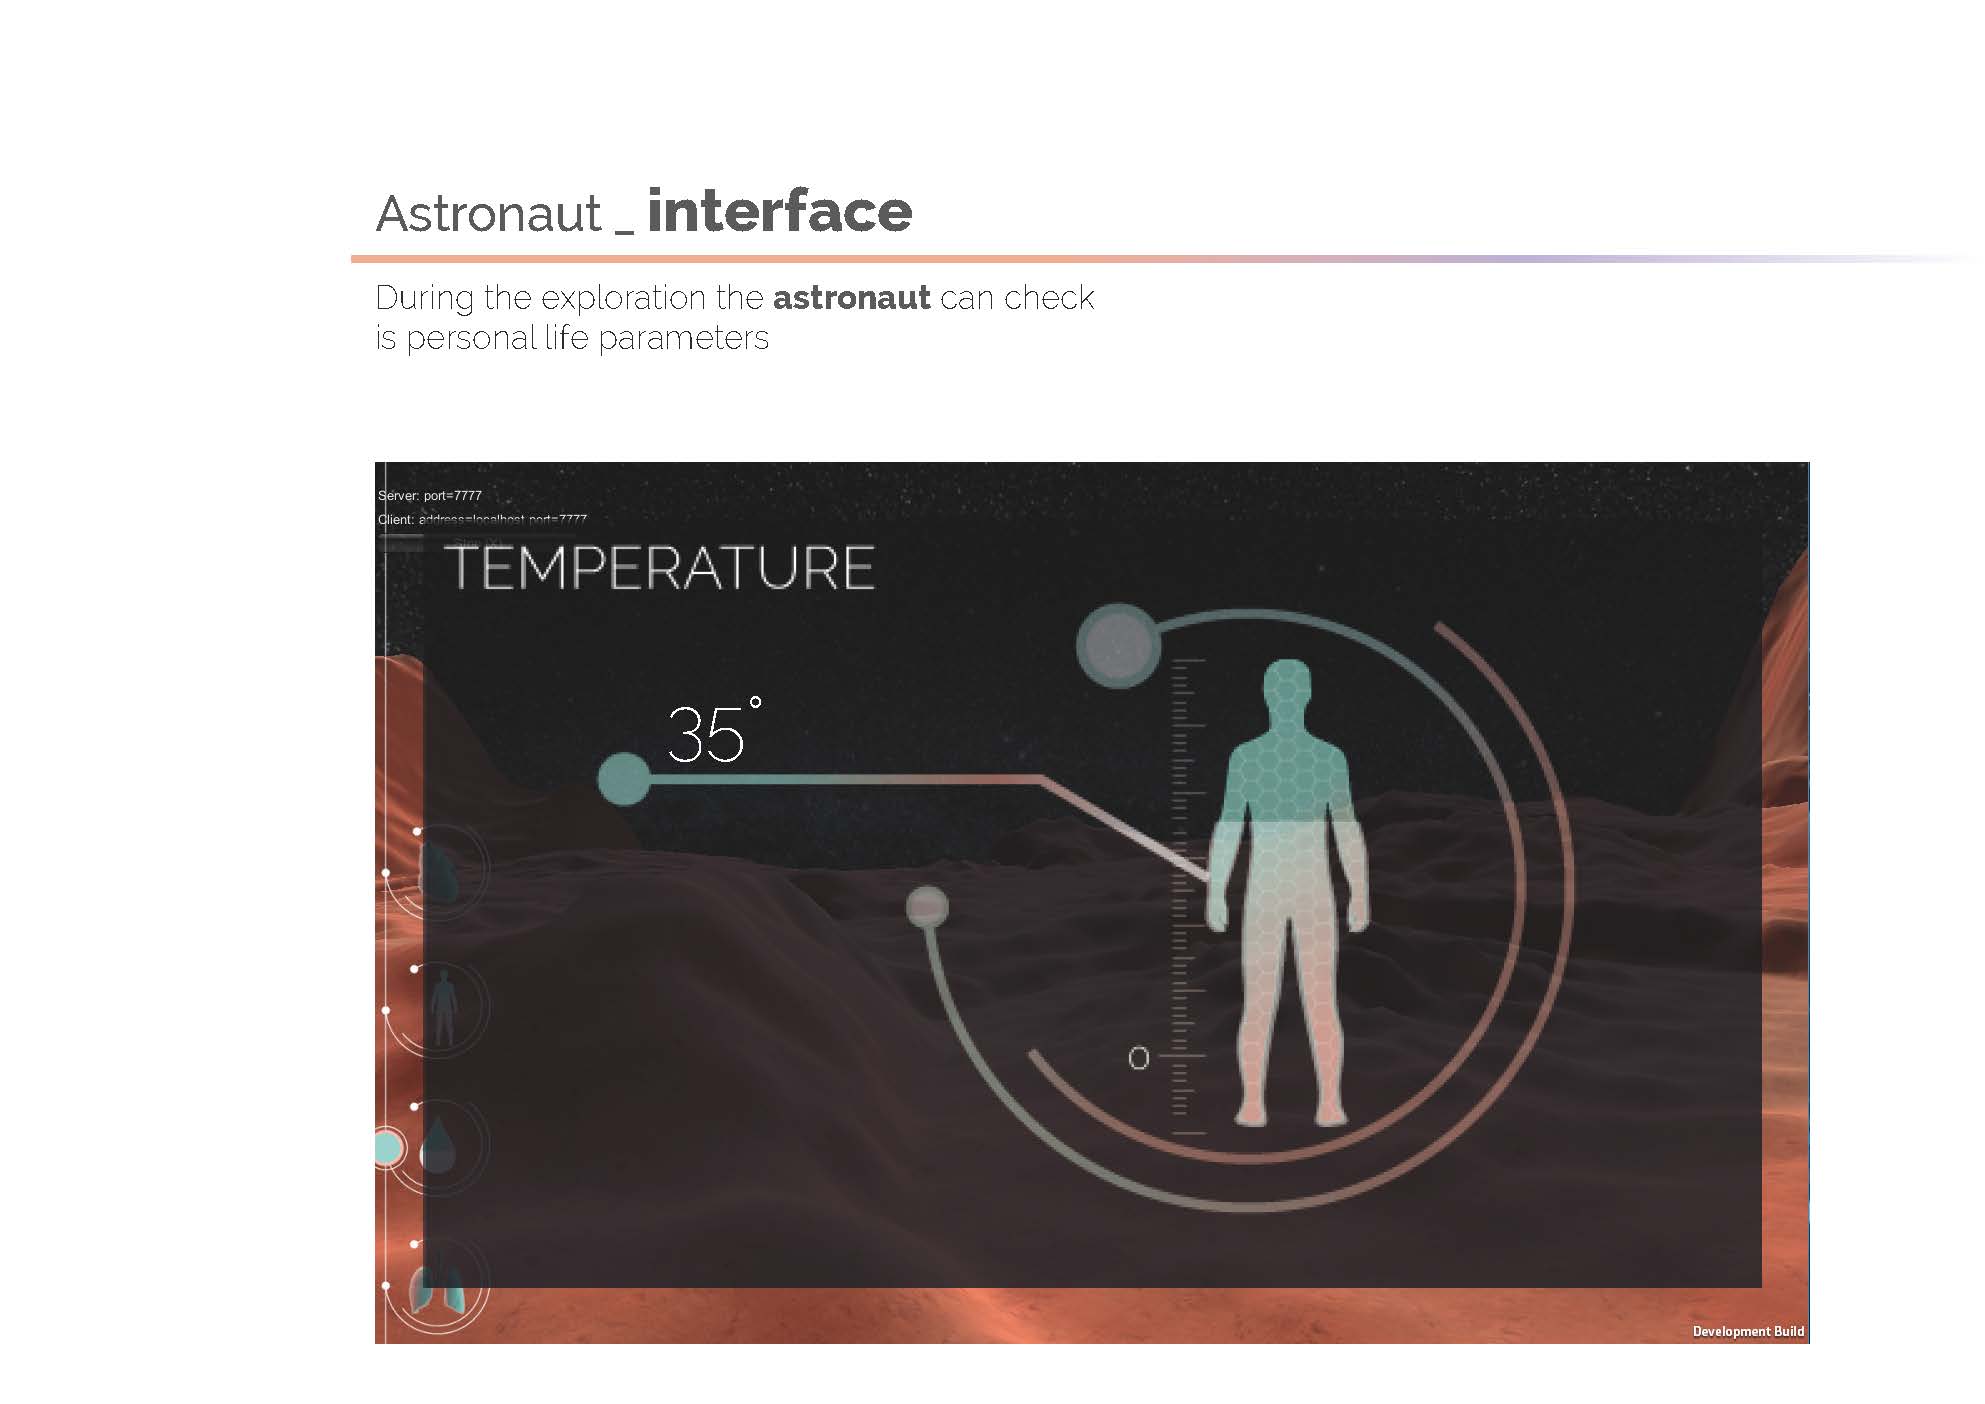 Astronaut _ interface
During the exploration the astronaut can check
is personal life parameters
Server: port=7777
Client: address=localhost port=7777
Stop (X)
TEMPERATURE
35°
0
Development Build